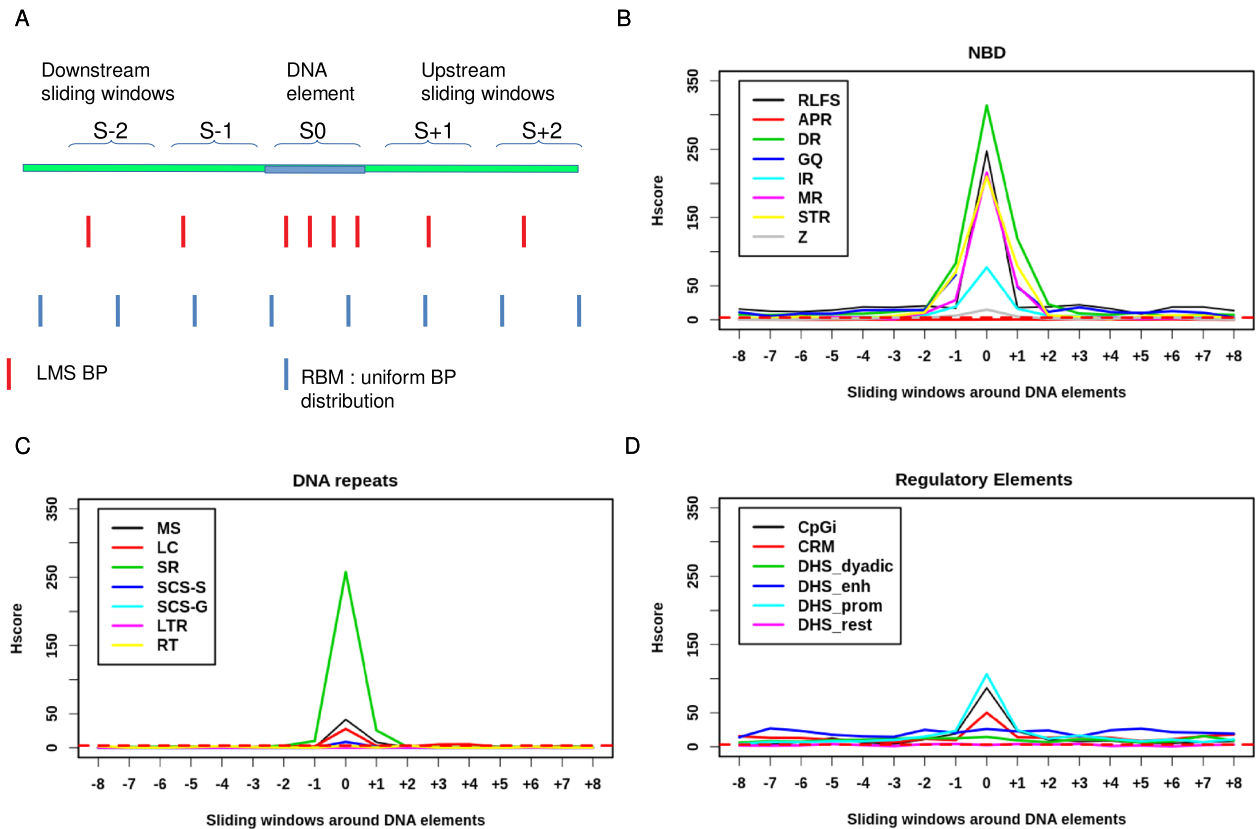 A
Downstream
sliding windows
DNA
element
Upstream
sliding windows
S-2
S-1
S0
S+1
S+2
LMS BP
RBM : uniform BP
distribution
B
NBD
RLFS
APR
DR
GQ
IR
MR
STR
Z
Hscore
350
250
150
50
0
-8 -7 -6 -5 -4 -3 -2 -1 0 +1 +2 +3 +4 +5 +6 +7 +8
Sliding windows around DNA elements
C
DNA repeats
MS
LC
SR
SCS-S
SCS-G
LTR
RT
Hscore
350
250
150
50
0
-8 -7 -6 -5 -4 -3 -2 -1 0 +1 +2 +3 +4 +5 +6 +7 +8
Sliding windows around DNA elements
D
Regulatory Elements
CpGi
CRM
DHS_dyadic
DHS_enh
DHS_prom
DHS_rest
Hscore
350
250
150
50
0
-8 -7 -6 -5 -4 -3 -2 -1 0 +1 +2 +3 +4 +5 +6 +7 +8
Sliding windows around DNA elements